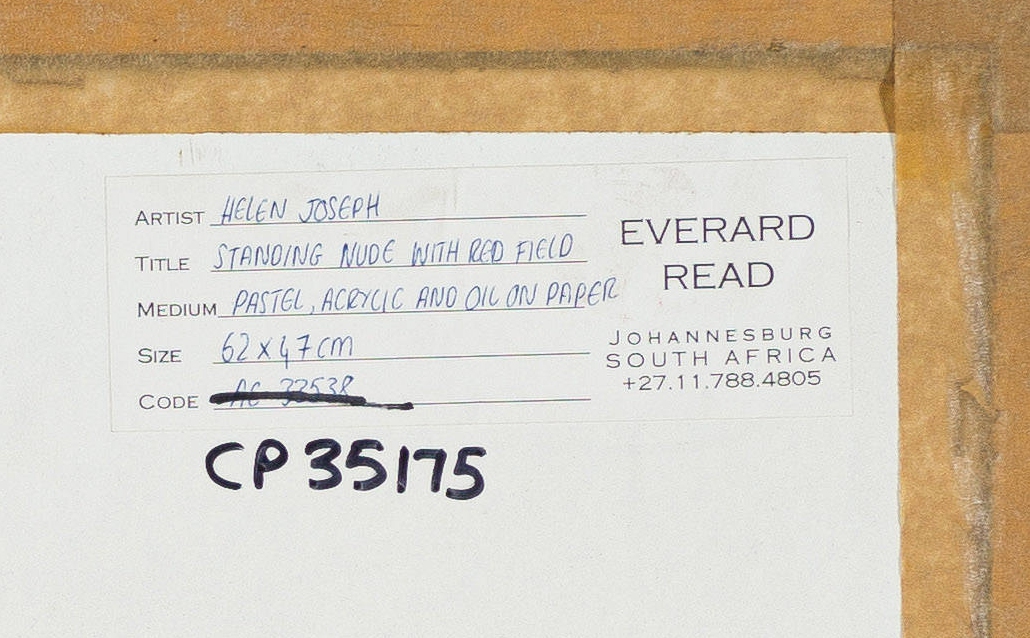 ARTIST HELEN JOSEPH
TITLE STANDING NUDE WITH RED FIELD
MEDIUM PASTEL, ACRYLIC AND OIL ON PAPER
SIZE 62 x 47 cm
CODE
EVERARD
READ
JOHANNESBURG
SOUTH AFRICA
+27.11.788.4805
CP 35175